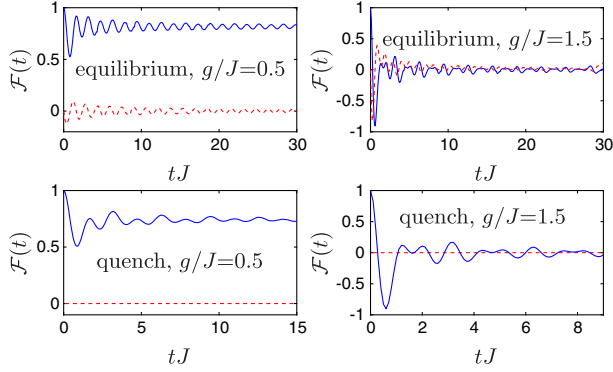 1
0.5
0
0 10 20 30
F(t)
equilibrium, g/J=0.5
tJ
1
0.5
0
-0.5
-1
0 10 20 30
F(t)
equilibrium, g/J=1.5
tJ
1
0.5
0
0 5 10 15
F(t)
quench, g/J=0.5
tJ
1
0.5
0
-0.5
-1
0 2 4 6 8
F(t)
quench, g/J=1.5
tJ